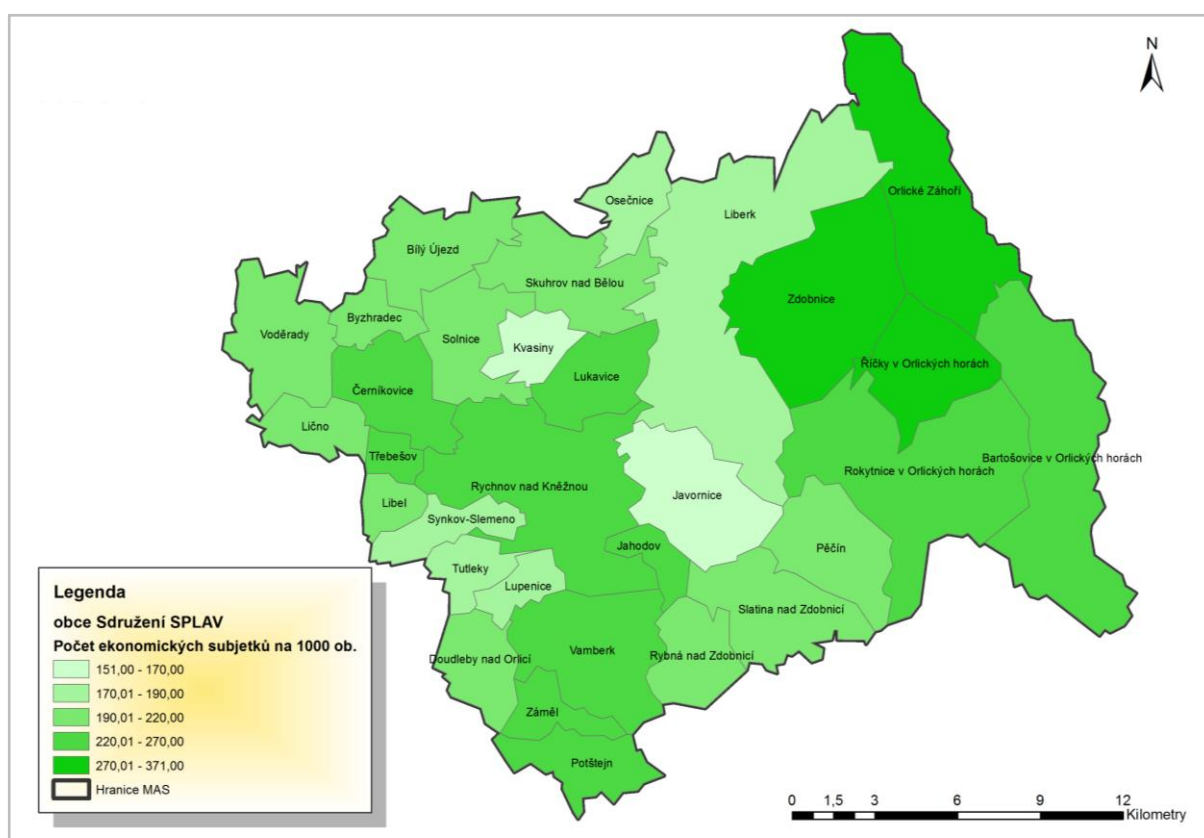 N
Orlické Záhoří
Osečnice
Liberk
Bílý Újezd
Skuhrov nad Bělou
Zdobnice
Byzhradec
Voděrady
Solnice
Kvasiny
Říčky v Orlických horách
Lukavice
Černíkovice
Lično
Třebešov
Bartošovice v Orlických horách
Rokytnice v Orlických horách
Rychnov nad Kněžnou
Javornice
Libel
Synkov-Slemeno
Jahodov
Pěčín
Tutleky
Lupenice
Slatina nad Zdobnicí
Vamberk
Rybná nad Zdobnicí
Doudleby nad Orlicí
Záměl
Potštejn
Legenda
obce Sdružení SPLAV
Počet ekonomických subjetků na 1000 ob.
151,00 - 170,00
170,01 - 190,00
190,01 - 220,00
220,01 - 270,00
270,01 - 371,00
Hranice MAS
0 1,5 3 6 9 12
Kilometry